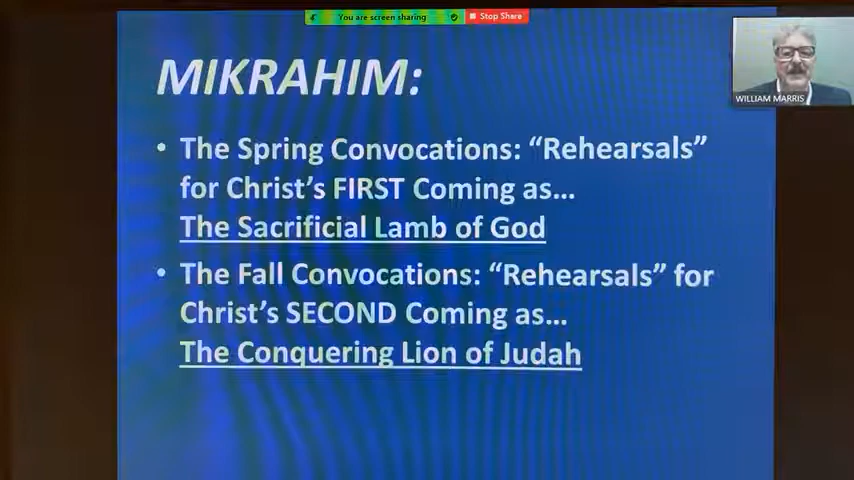 You are screen sharing
Stop Share
WILLIAM MARRIS
MIKRAHIM:
• The Spring Convocations: “Rehearsals”
for Christ’s FIRST Coming as...
The Sacrificial Lamb of God
• The Fall Convocations: “Rehearsals” for
Christ’s SECOND Coming as...
The Conquering Lion of Judah